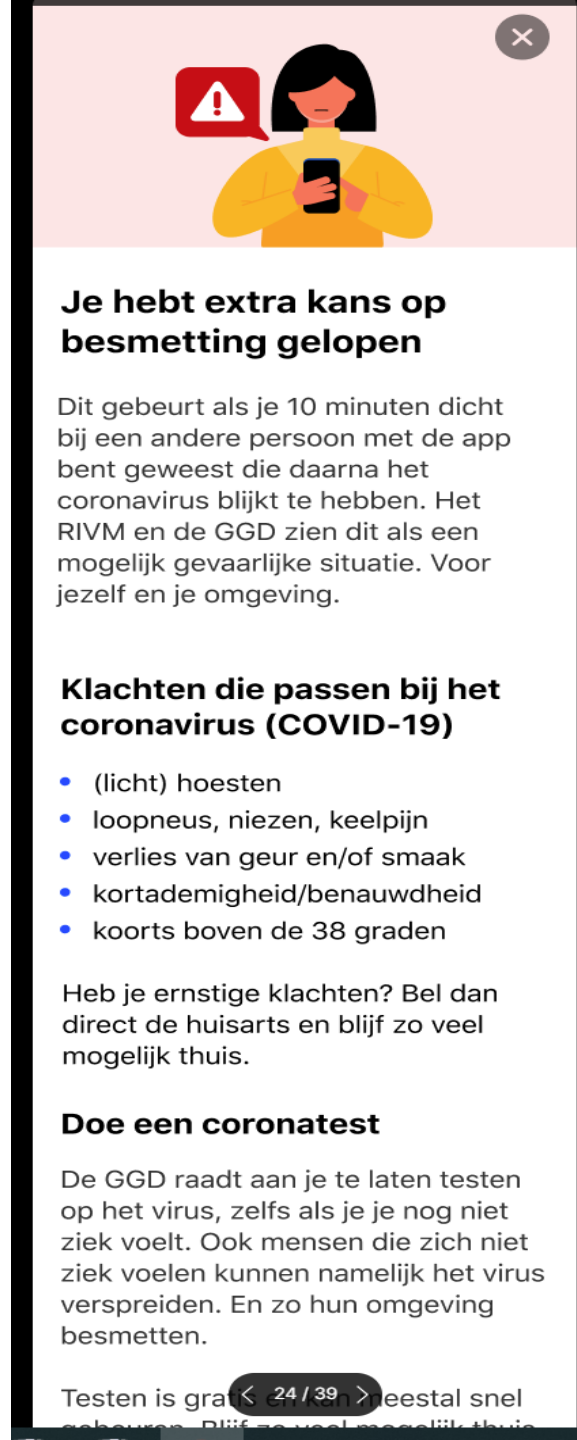 Je hebt extra kans op
besmetting gelopen
Dit gebeurt als je 10 minuten dicht
bij een andere persoon met de app
bent geweest die daarna het
coronavirus blijkt te hebben. Het
RIVM en de GGD zien dit als een
mogelijk gevaarlijke situatie. Voor
jezelf en je omgeving.
Klachten die passen bij het
coronavirus (COVID-19)
(licht) hoesten
loopneus, niezen, keelpijn
verlies van geur en/of smaak
kortademigheid/benauwdheid
koorts boven de 38 graden
Heb je ernstige klachten? Bel dan
direct de huisarts en blijf zo veel
mogelijk thuis.
Doe een coronatest
De GGD raadt aan je te laten testen
op het virus, zelfs als je je nog niet
ziek voelt. Ook mensen die zich niet
ziek voelen kunnen namelijk het virus
verspreiden. En zo hun omgeving
besmetten.
Testen is gratis en kan meestal snel
24 / 39